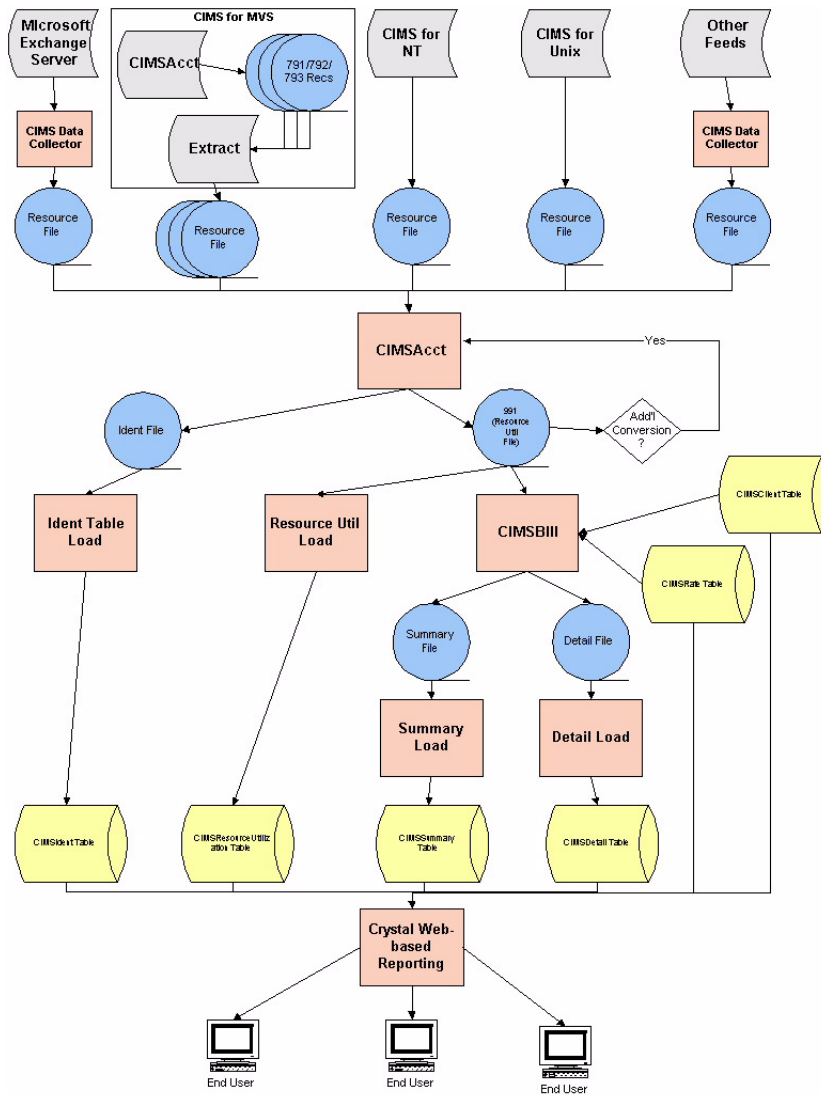 Microsoft
Exchange
Server
CIMS for MVS
CIMSAcct
791/792/
793 Recs
Extract
CIMS for
NT
CIMS for
Unix
Other
Feeds
CIMS Data
Collector
CIMS Data
Collector
Resource
File
Resource
File
Resource
File
Resource
File
Resource
File
CIMSAcct
Yes
Ident File
991
(Resource
Util
File)
Add'l
Conversion
?
Ident Table
Load
Resource Util
Load
CIMSBill
CIMSClient Table
CIMSRate Table
Summary
File
Detail File
Summary
Load
Detail Load
CIMSIdent Table
CIMSResourceUtiliz
ation Table
CIMSSummary
Table
CIMSDetail Table
Crystal Web-
based
Reporting
End User
End User
End User